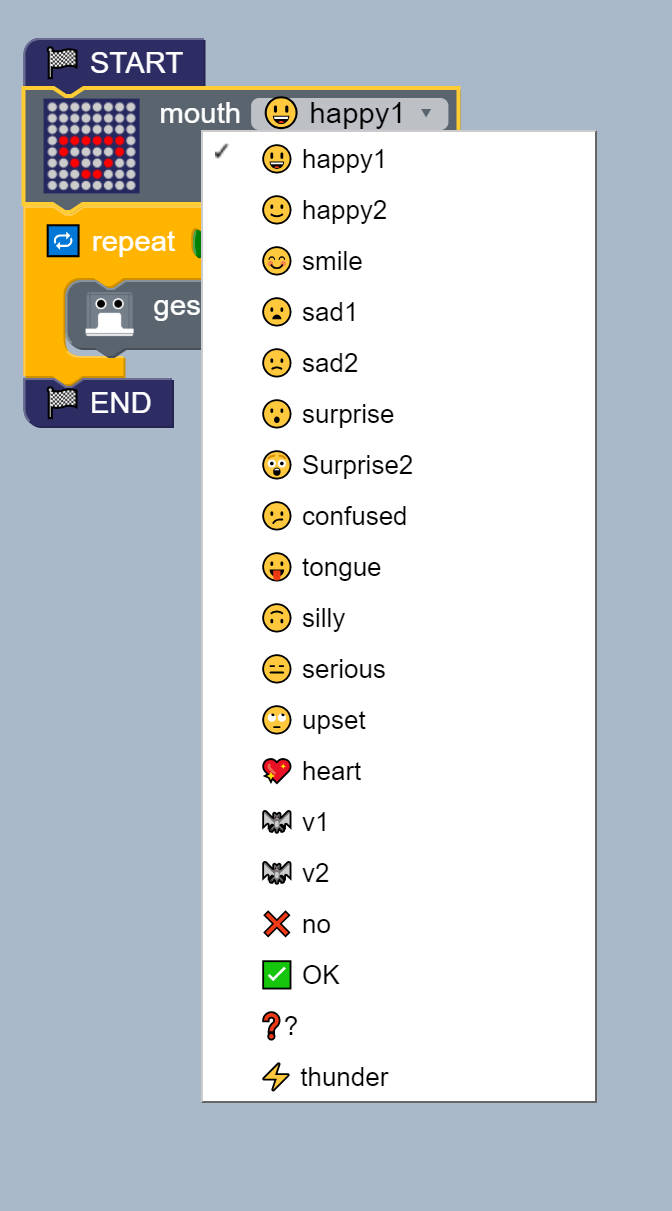 START
mouth happy1
happy1
happy2
smile
repeat
sad1
ges
sad2
END
surprise
Surprise2
confused
tongue
silly
serious
upset
heart
v1
v2
no
OK
?
thunder